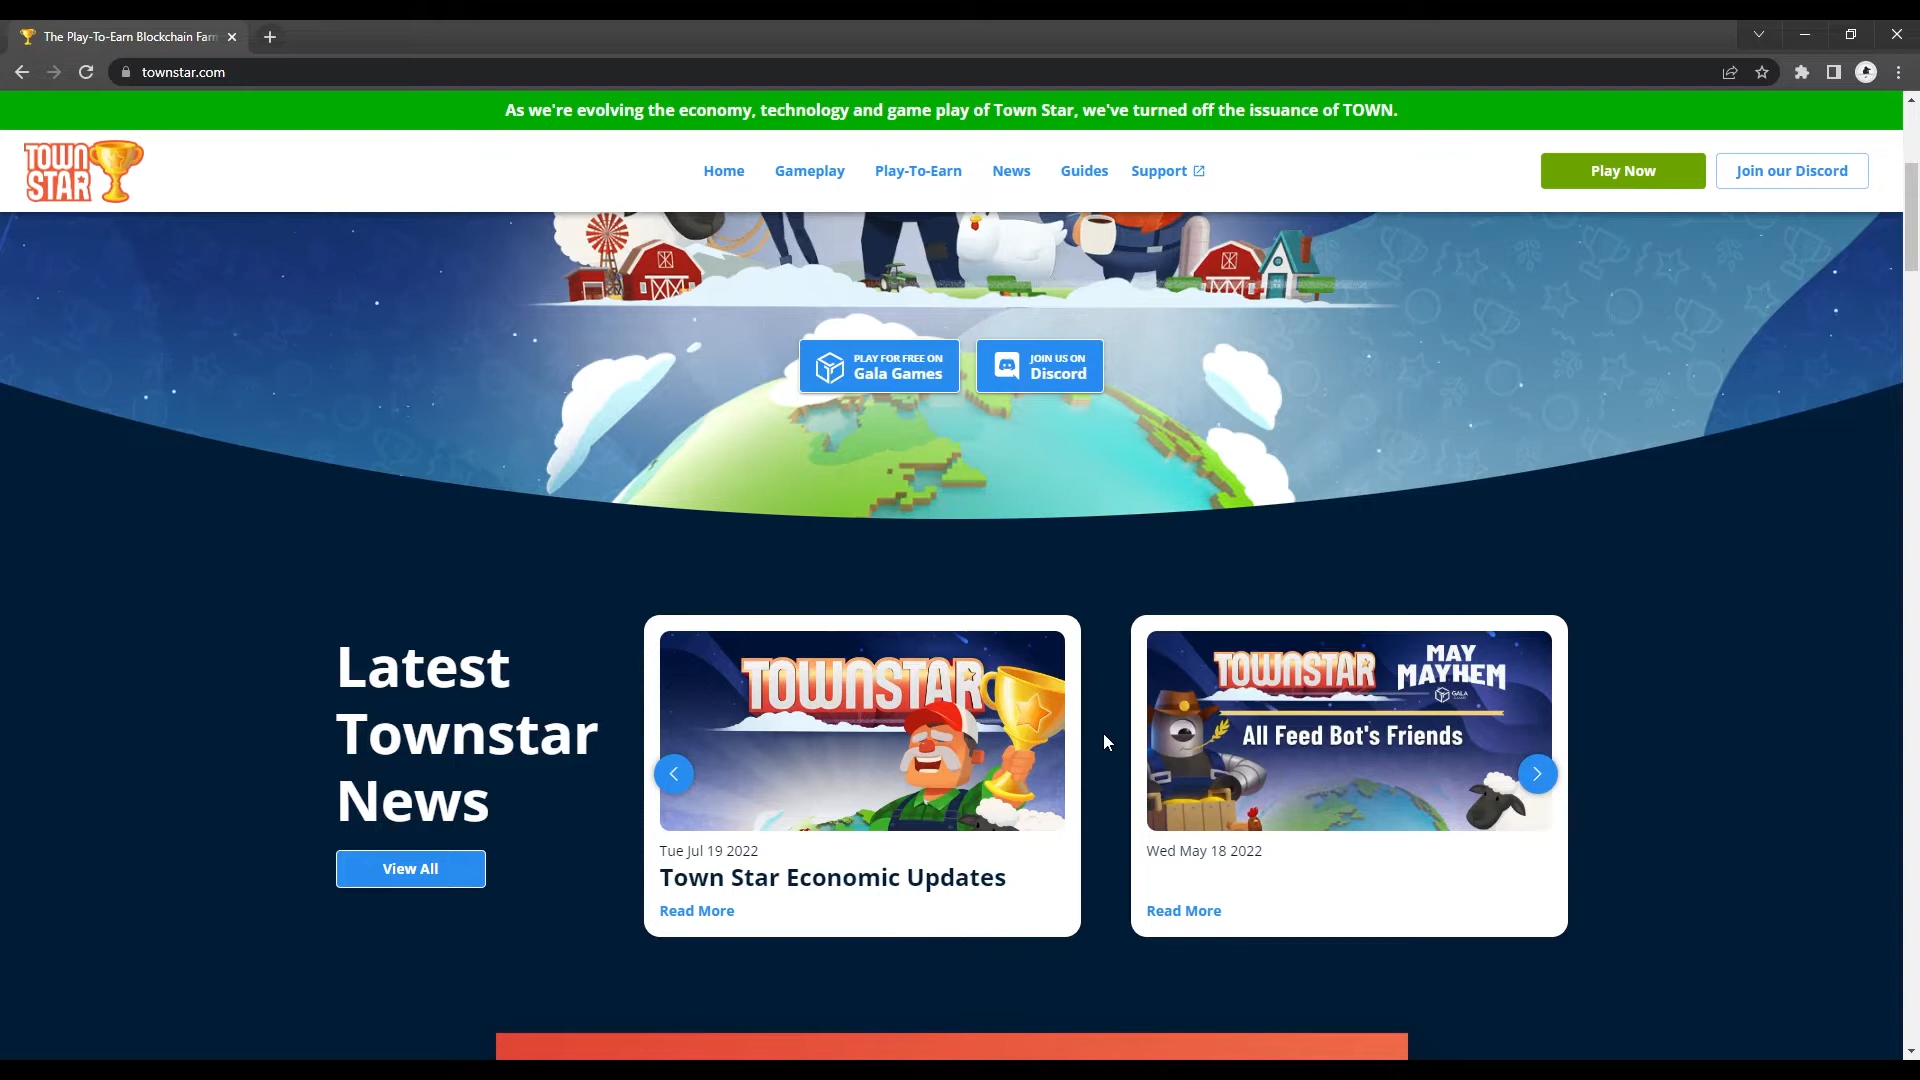 The Play-To-Earn Blockchain Farm
townstar.com
As we're evolving the economy, technology and game play of Town Star, we've turned off the issuance of TOWN.
TOWN
STAR
Home
Gameplay
Play-To-Earn
News
Guides
Support
Play Now
Join our Discord
PLAY FOR FREE ON
Gala Games
JOIN US ON
Discord
Latest
Townstar
News
View All
TOWNSTAR
Tue Jul 19 2022
Town Star Economic Updates
Read More
TOWNSTAR
MAY
MAYHEM
GALA
All Feed Bot's Friends
Wed May 18 2022
Read More